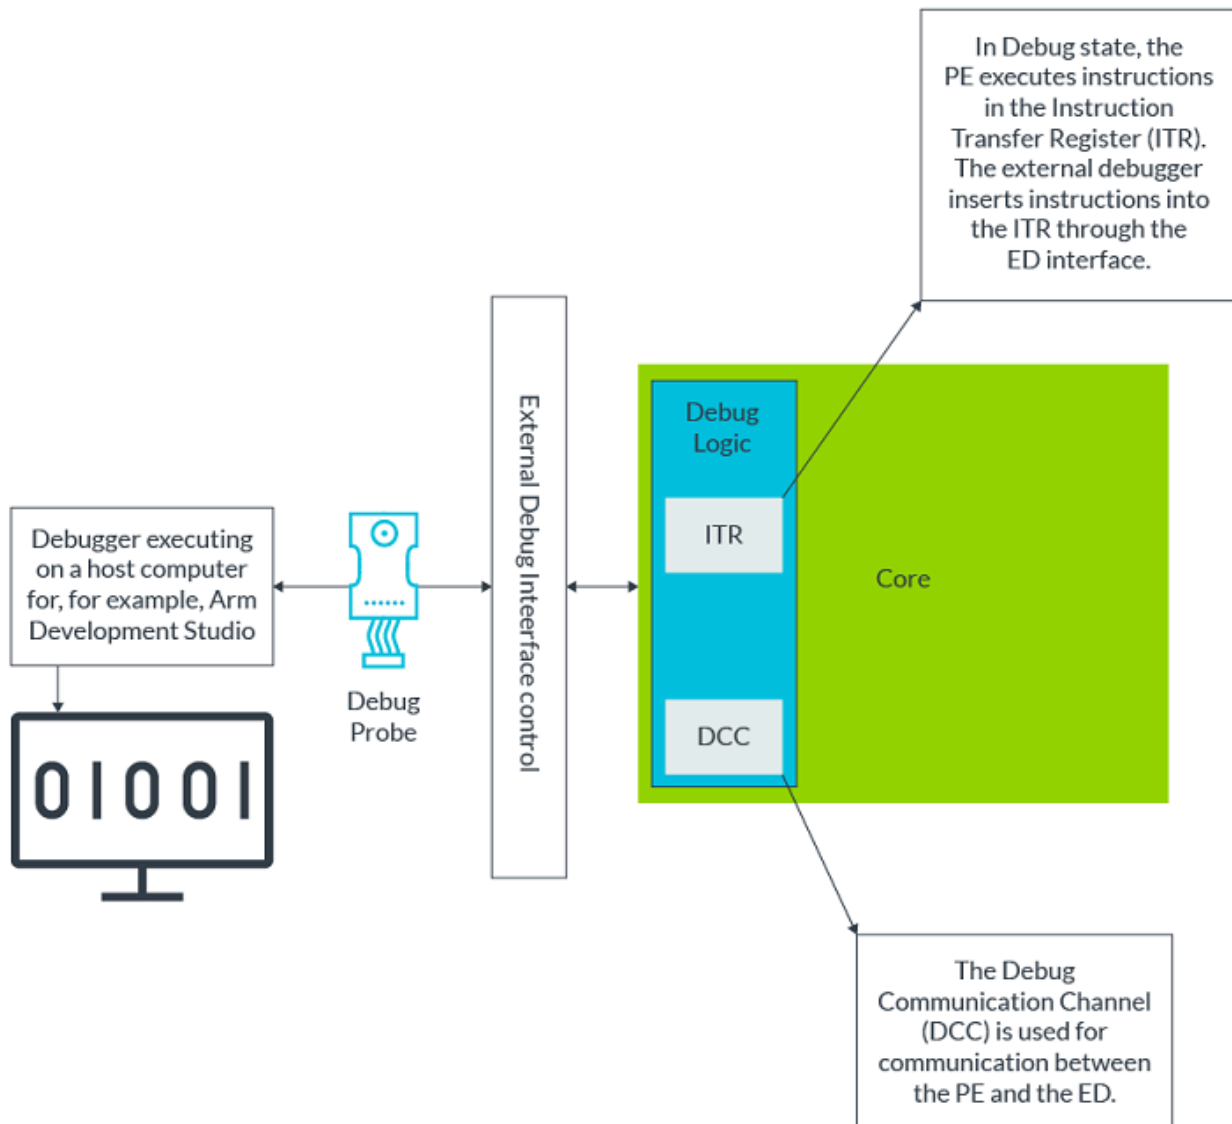 In Debug state, the
PE executes instructions
in the Instruction
Transfer Register (ITR).
The external debugger
inserts instructions into
the ITR through the
ED interface.
External Debug Inteerface control
Debug
Logic
ITR
Core
DCC
Debugger executing
on a host computer
for, for example, Arm
Development Studio
Debug
Probe
01001
The Debug
Communication Channel
(DCC) is used for
communication between
the PE and the ED.